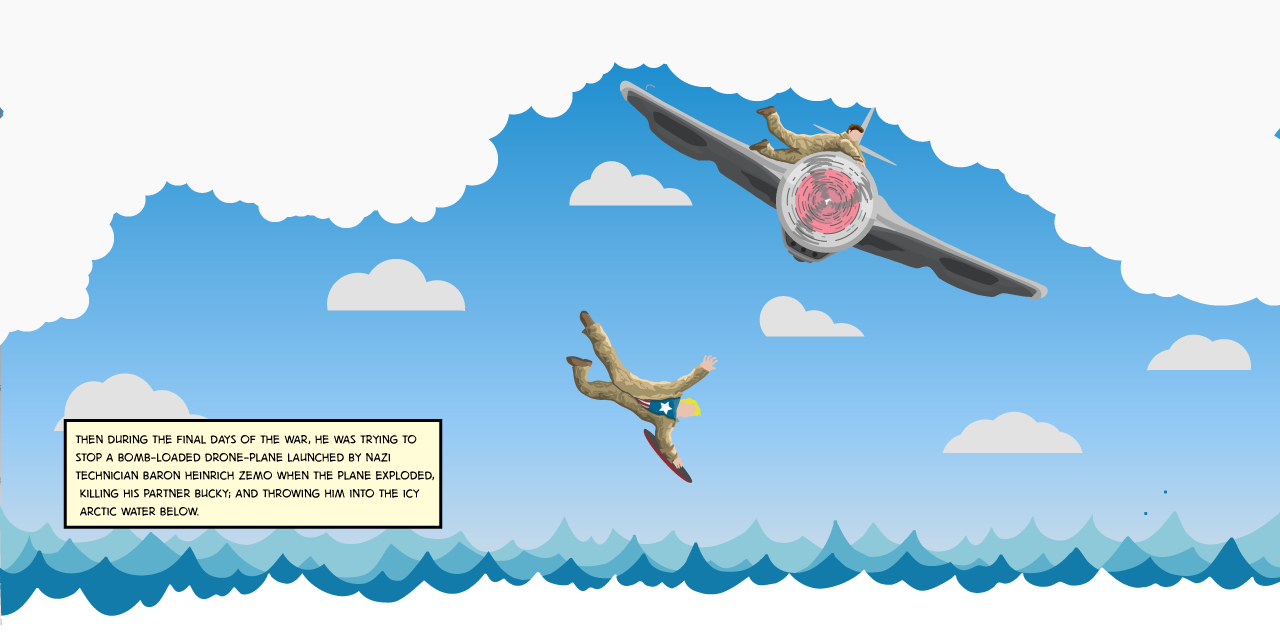 THEN DURING THE FINAL DAYS OF THE WAR, HE WAS TRYING TO
STOP A BOMB-LOADED DRONE-PLANE LAUNCHED BY NAZI
TECHNICIAN BARON HEINRICH ZEMO WHEN THE PLANE EXPLODED,
KILLING HIS PARTNER BUCKY; AND THROWING HIM INTO THE ICY
ARCTIC WATER BELOW.